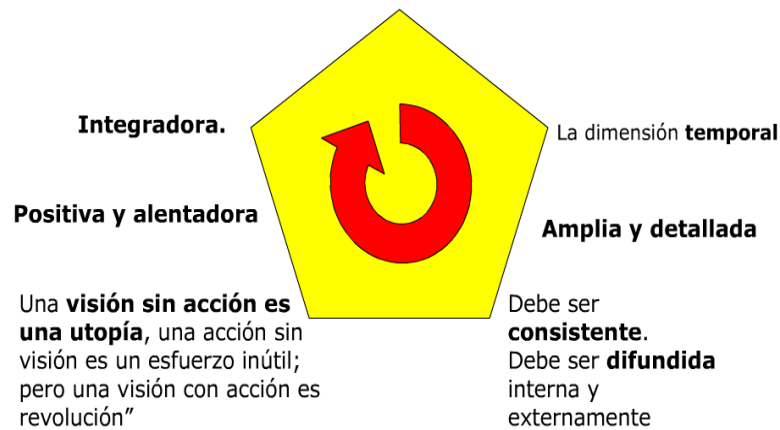 Integradora.
La dimensión temporal
Positiva y alentadora
Amplia y detallada
Una visión sin acción es
una utopía, una acción sin
visión es un esfuerzo inútil;
pero una visión con acción es
revolución”
Debe ser
consistente.
Debe ser difundida
interna y
externamente